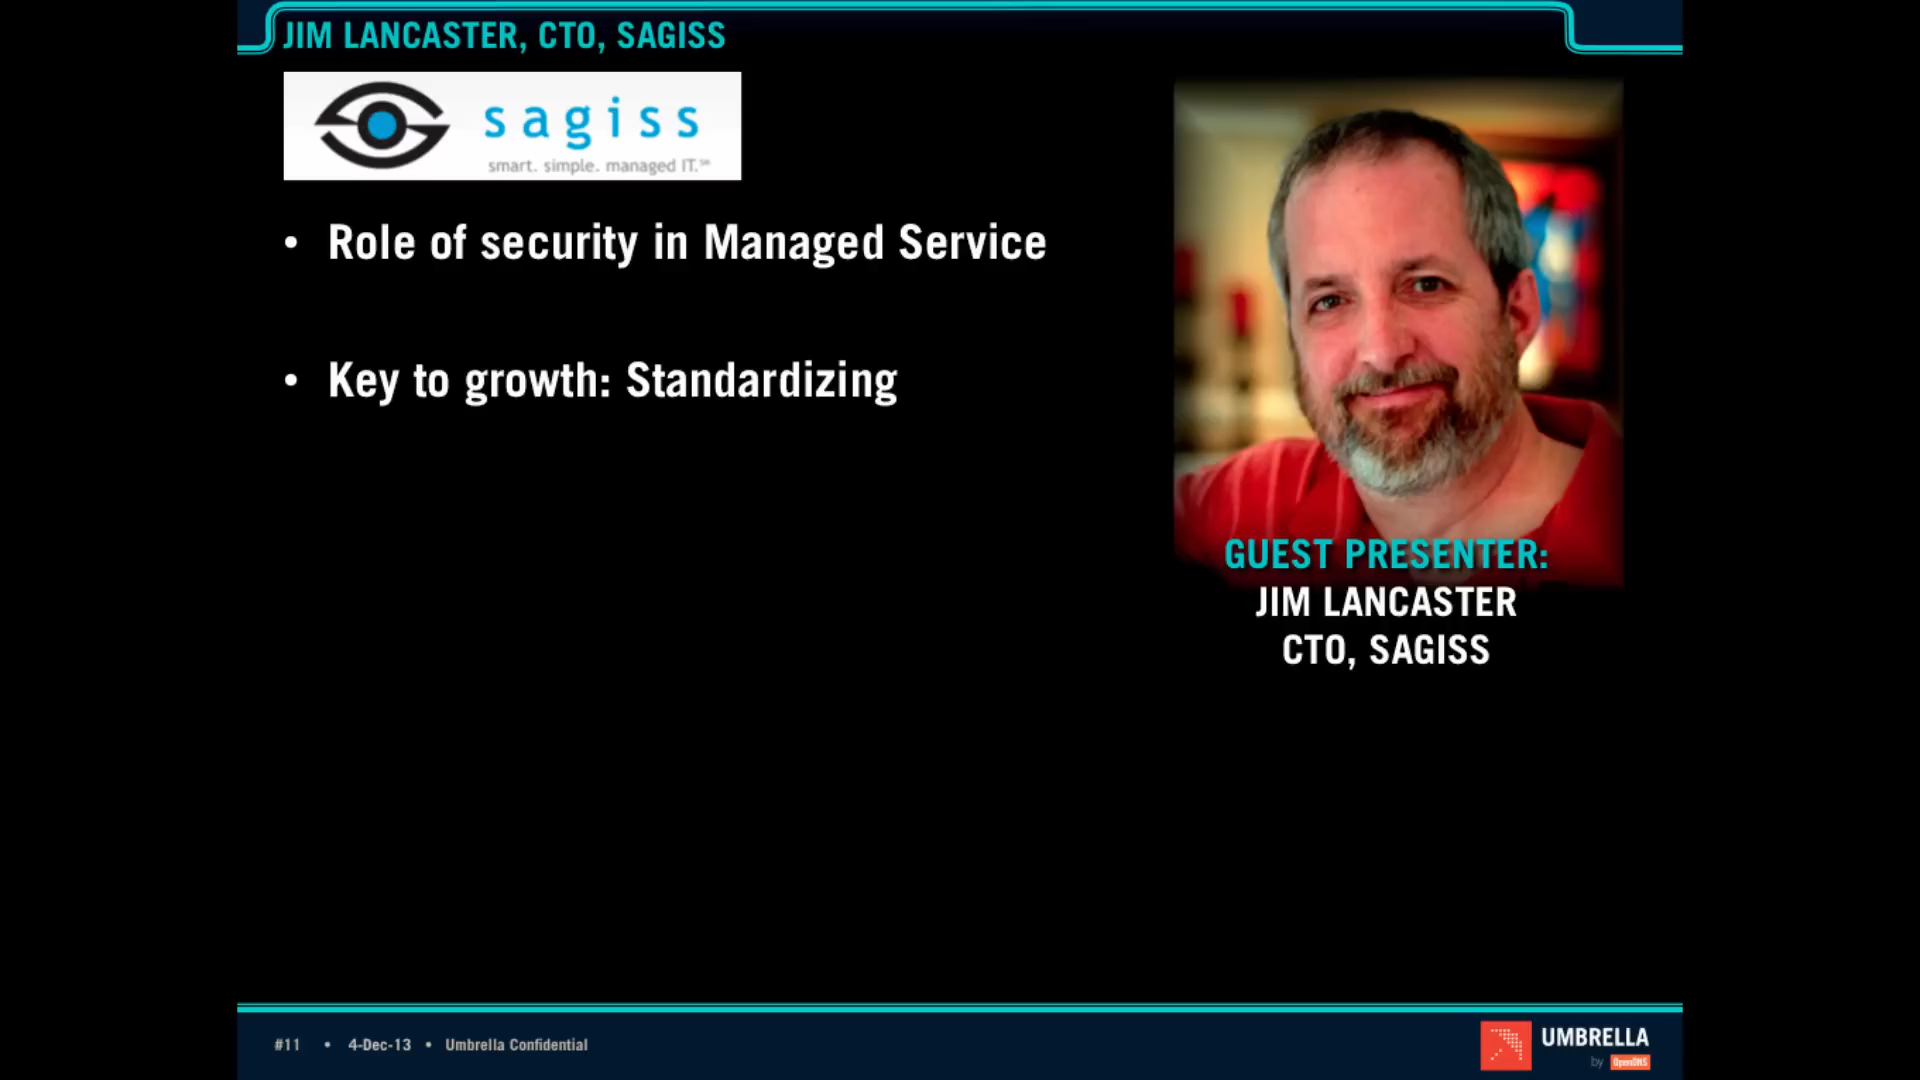 JIM LANCASTER, CTO, SAGISS
sagiss
smart. simple. managed IT.℠
• Role of security in Managed Service
• Key to growth: Standardizing
GUEST PRESENTER:
JIM LANCASTER
CTO, SAGISS
#11 • 4-Dec-13 • Umbrella Confidential
UMBRELLA
by OpenDNS